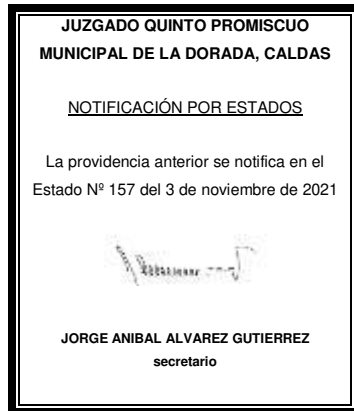 JUZGADO QUINTO PROMISCUO
MUNICIPAL DE LA DORADA, CALDAS
NOTIFICACIÓN POR ESTADOS
La providencia anterior se notifica en el
Estado Nº 157 del 3 de noviembre de 2021
JORGE ANIBAL ALVAREZ GUTIERREZ
secretario